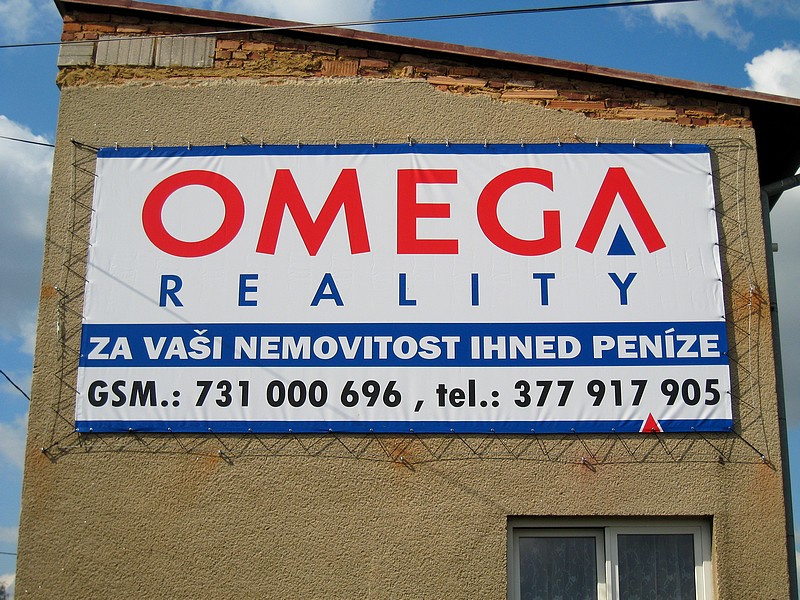 OMEGA
REALITY
ZA VAŠI NEMOVITOST IHNED PENÍZE
GSM.: 731 000 696 , tel.: 377 917 905